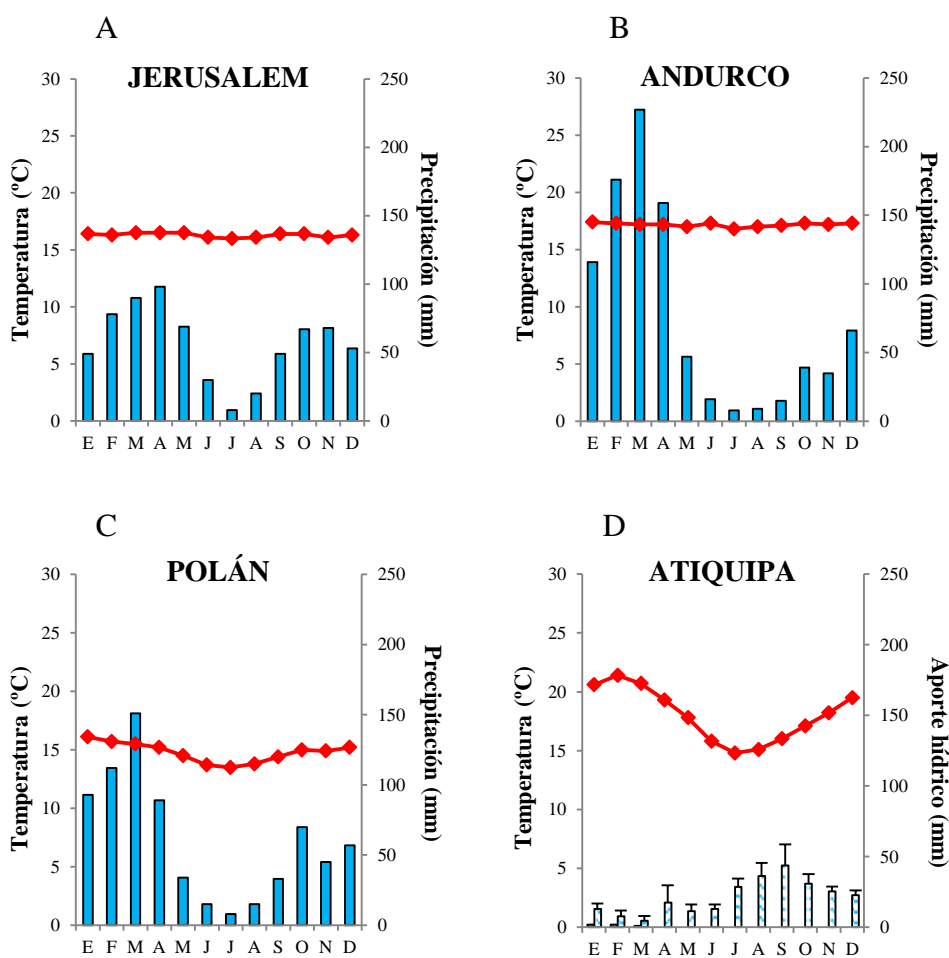 A
B
JERUSALEM
ANDURCO
30
25
20
15
10
5
0
Temperatura (ºC)
250
200
150
100
50
0
Precipitación (mm)
E F M A M J J A S O N D
30
25
20
15
10
5
0
Temperatura (ºC)
250
200
150
100
50
0
Precipitación (mm)
E F M A M J J A S O N D
C
D
POLÁN
ATIQUIPA
30
25
20
15
10
5
0
Temperatura (ºC)
250
200
150
100
50
0
Precipitación (mm)
E F M A M J J A S O N D
30
25
20
15
10
5
0
Temperatura (ºC)
250
200
150
100
50
0
Aporte hídrico (mm)
E F M A M J J A S O N D